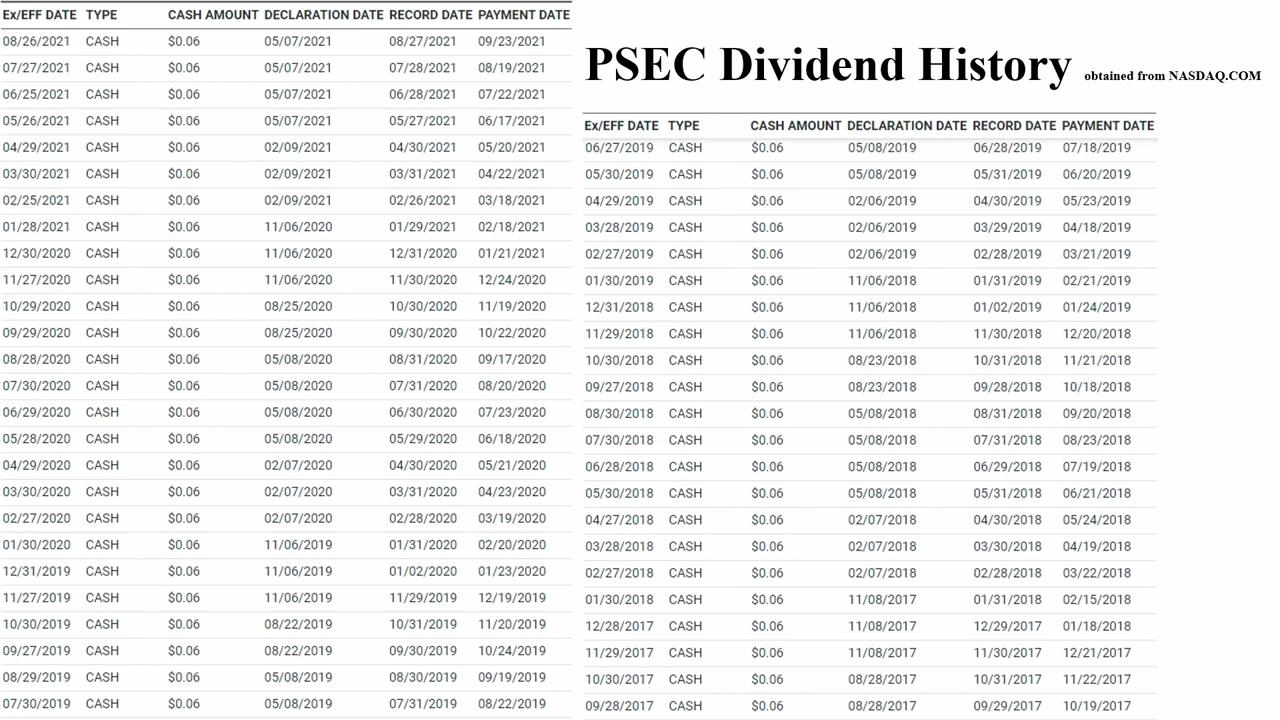 Ex/EFF DATE TYPE CASH AMOUNT DECLARATION DATE RECORD DATE PAYMENT DATE
08/26/2021 CASH $0.06 05/07/2021 08/27/2021 09/23/2021
07/27/2021 CASH $0.06 05/07/2021 07/28/2021 08/19/2021
06/25/2021 CASH $0.06 05/07/2021 06/28/2021 07/22/2021
05/26/2021 CASH $0.06 05/07/2021 05/27/2021 06/17/2021
04/29/2021 CASH $0.06 02/09/2021 04/30/2021 05/20/2021
03/30/2021 CASH $0.06 02/09/2021 03/31/2021 04/22/2021
02/25/2021 CASH $0.06 02/09/2021 02/26/2021 03/18/2021
01/28/2021 CASH $0.06 11/06/2020 01/29/2021 02/18/2021
12/30/2020 CASH $0.06 11/06/2020 12/31/2020 01/21/2021
11/27/2020 CASH $0.06 11/06/2020 11/30/2020 12/24/2020
10/29/2020 CASH $0.06 08/25/2020 10/30/2020 11/19/2020
09/29/2020 CASH $0.06 08/25/2020 09/30/2020 10/22/2020
08/28/2020 CASH $0.06 05/08/2020 08/31/2020 09/17/2020
07/30/2020 CASH $0.06 05/08/2020 07/31/2020 08/20/2020
06/29/2020 CASH $0.06 05/08/2020 06/30/2020 07/23/2020
05/28/2020 CASH $0.06 05/08/2020 05/29/2020 06/18/2020
04/29/2020 CASH $0.06 02/07/2020 04/30/2020 05/21/2020
03/30/2020 CASH $0.06 02/07/2020 03/31/2020 04/23/2020
02/27/2020 CASH $0.06 02/07/2020 02/28/2020 03/19/2020
01/30/2020 CASH $0.06 11/06/2019 01/31/2020 02/20/2020
12/31/2019 CASH $0.06 11/06/2019 01/02/2020 01/23/2020
11/27/2019 CASH $0.06 11/06/2019 11/29/2019 12/19/2019
10/30/2019 CASH $0.06 08/22/2019 10/31/2019 11/20/2019
09/27/2019 CASH $0.06 08/22/2019 09/30/2019 10/24/2019
08/29/2019 CASH $0.06 05/08/2019 08/30/2019 09/19/2019
07/30/2019 CASH $0.06 05/08/2019 07/31/2019 08/22/2019
PSEC Dividend History obtained from NASDAQ.COM
Ex/EFF DATE TYPE CASH AMOUNT DECLARATION DATE RECORD DATE PAYMENT DATE
06/27/2019 CASH $0.06 05/08/2019 06/28/2019 07/18/2019
05/30/2019 CASH $0.06 05/08/2019 05/31/2019 06/20/2019
04/29/2019 CASH $0.06 02/06/2019 04/30/2019 05/23/2019
03/28/2019 CASH $0.06 02/06/2019 03/29/2019 04/18/2019
02/27/2019 CASH $0.06 02/06/2019 02/28/2019 03/21/2019
01/30/2019 CASH $0.06 11/06/2018 01/31/2019 02/21/2019
12/31/2018 CASH $0.06 11/06/2018 01/02/2019 01/24/2019
11/29/2018 CASH $0.06 11/06/2018 11/30/2018 12/20/2018
10/30/2018 CASH $0.06 08/23/2018 10/31/2018 11/21/2018
09/27/2018 CASH $0.06 08/23/2018 09/28/2018 10/18/2018
08/30/2018 CASH $0.06 05/08/2018 08/31/2018 09/20/2018
07/30/2018 CASH $0.06 05/08/2018 07/31/2018 08/23/2018
06/28/2018 CASH $0.06 05/08/2018 06/29/2018 07/19/2018
05/30/2018 CASH $0.06 05/08/2018 05/31/2018 06/21/2018
04/27/2018 CASH $0.06 02/07/2018 04/30/2018 05/24/2018
03/28/2018 CASH $0.06 02/07/2018 03/30/2018 04/19/2018
02/27/2018 CASH $0.06 02/07/2018 02/28/2018 03/22/2018
01/30/2018 CASH $0.06 11/08/2017 01/31/2018 02/15/2018
12/28/2017 CASH $0.06 11/08/2017 12/29/2017 01/18/2018
11/29/2017 CASH $0.06 11/08/2017 11/30/2017 12/21/2017
10/30/2017 CASH $0.06 08/28/2017 10/31/2017 11/22/2017
09/28/2017 CASH $0.06 08/28/2017 09/29/2017 10/19/2017